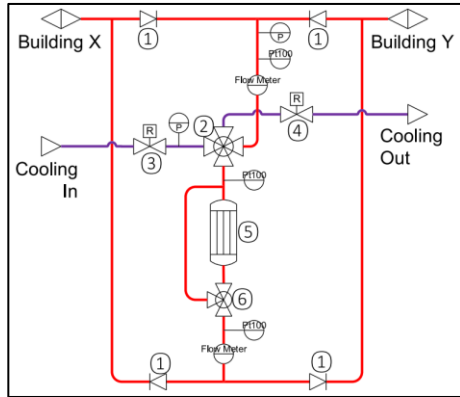 Building X
1
P
1
Building Y
Pt100
Flow Meter
R
P
2
R
4
3
Cooling
In
Cooling
Out
Pt100
5
6
Pt100
Flow Meter
1
1